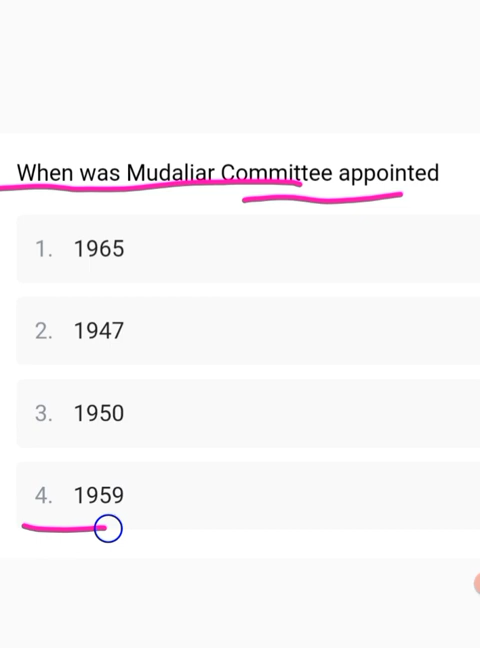 When was Mudaliar Committee appointed
1. 1965
2. 1947
3. 1950
4. 1959